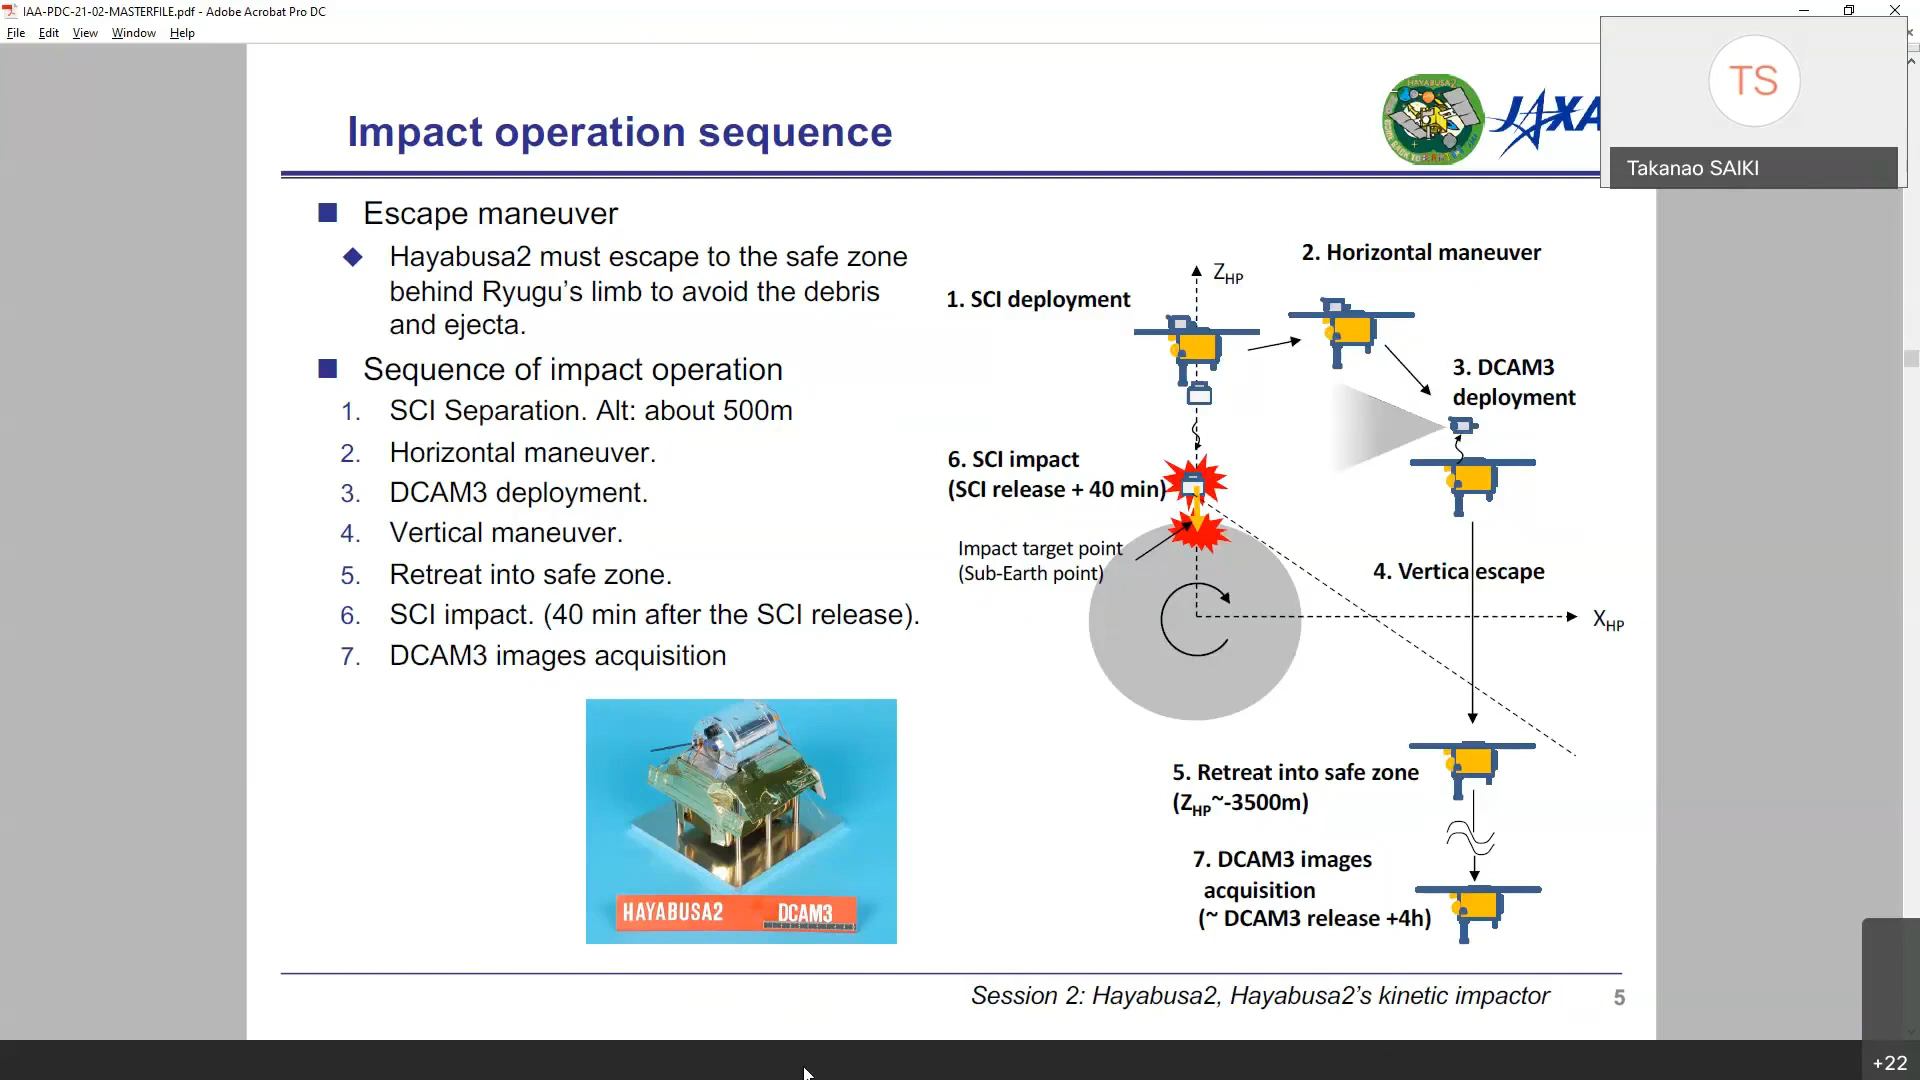 IAA-PDC-21-02-MASTERFILE.pdf - Adobe Acrobat Pro DC
File Edit View Window Help
TS
Takanao SAIKI
HAYABUSA2
JAXA
Impact operation sequence
Escape maneuver
Hayabusa2 must escape to the safe zone
behind Ryugu’s limb to avoid the debris
and ejecta.
Sequence of impact operation
1. SCI Separation. Alt: about 500m
2. Horizontal maneuver.
3. DCAM3 deployment.
4. Vertical maneuver.
5. Retreat into safe zone.
6. SCI impact. (40 min after the SCI release).
7. DCAM3 images acquisition
HAYABUSA2 DCAM3
ZHP
1. SCI deployment
2. Horizontal maneuver
3. DCAM3
deployment
6. SCI impact
(SCI release + 40 min)
Impact target point
(Sub-Earth point)
4. Vertica escape
XHP
5. Retreat into safe zone
(ZHP~-3500m)
7. DCAM3 images
acquisition
(~ DCAM3 release +4h)
Session 2: Hayabusa2, Hayabusa2’s kinetic impactor
5
+22